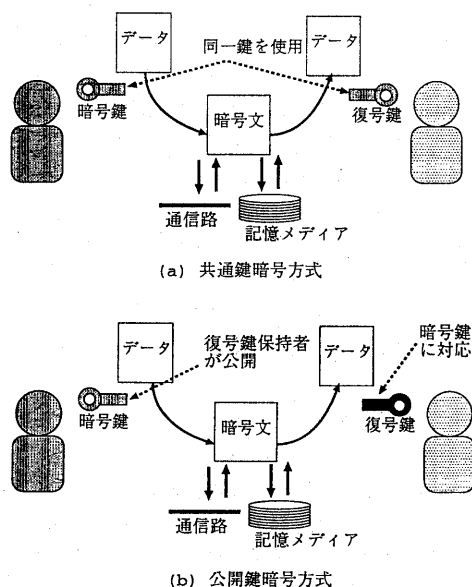 データ
同一鍵を使用
データ
暗号鍵
暗号文
復号鍵
通信路
記憶メディア
(a) 共通鍵暗号方式
データ
復号鍵保持者
が公開
データ
暗号鍵
に対応
暗号鍵
暗号文
復号鍵
通信路
記憶メディア
(b) 公開鍵暗号方式